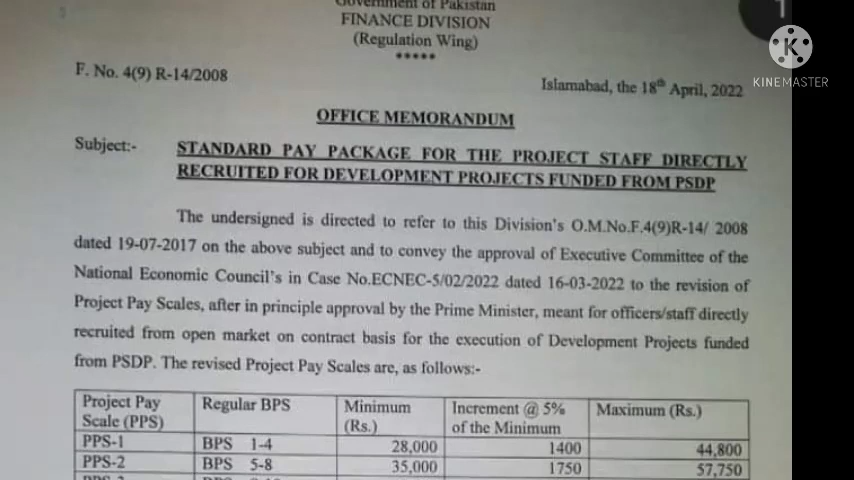 Government of Pakistan
FINANCE DIVISION
(Regulation Wing)
*****
F. No. 4(9) R-14/2008
Islamabad, the 18th April, 2022
OFFICE MEMORANDUM
Subject:- STANDARD PAY PACKAGE FOR THE PROJECT STAFF DIRECTLY
RECRUITED FOR DEVELOPMENT PROJECTS FUNDED FROM PSDP
The undersigned is directed to refer to this Division's O.M.No.F.4(9)R-14/ 2008
dated 19-07-2017 on the above subject and to convey the approval of Executive Committee of the
National Economic Council's in Case No.ECNEC-5/02/2022 dated 16-03-2022 to the revision of
Project Pay Scales, after in principle approval by the Prime Minister, meant for officers/staff directly
recruited from open market on contract basis for the execution of Development Projects funded
from PSDP. The revised Project Pay Scales are, as follows:-
Project Pay Scale (PPS) Regular BPS Minimum (Rs.) Increment @ 5% of the Minimum Maximum (Rs.)
PPS-1 BPS 1-4 28,000 1400 44,800
PPS-2 BPS 5-8 35,000 1750 57,750
1
K
KINEMASTER